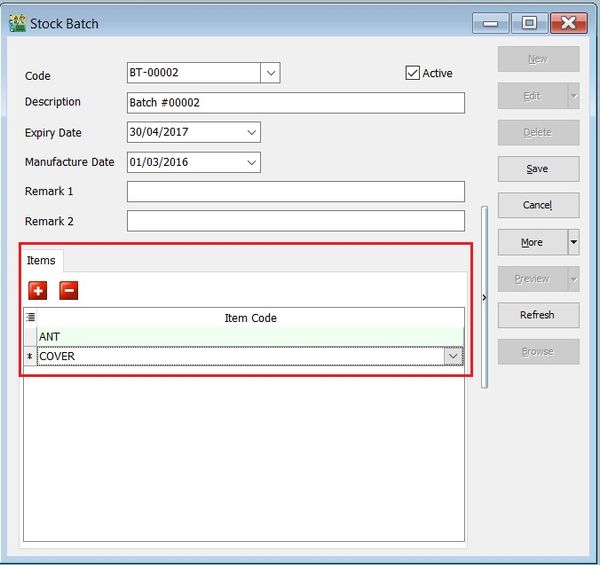 Stock Batch
Code BT-00002 Active
Description Batch #00002
Expiry Date 30/04/2017
Manufacture Date 01/03/2016
Remark 1
Remark 2
Items
Item Code
ANT
* COVER
New
Edit
Delete
Save
Cancel
More
Preview
Refresh
Browse